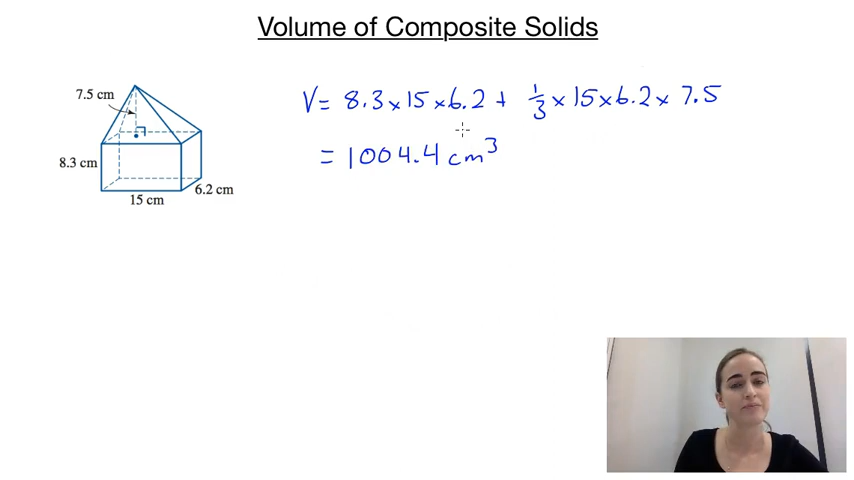 Volume of Composite Solids
7.5 cm
8.3 cm
6.2 cm
15 cm
V = 8.3 × 15 × 6.2 + 1/3 × 15 × 6.2 × 7.5
= 1004.4 cm³